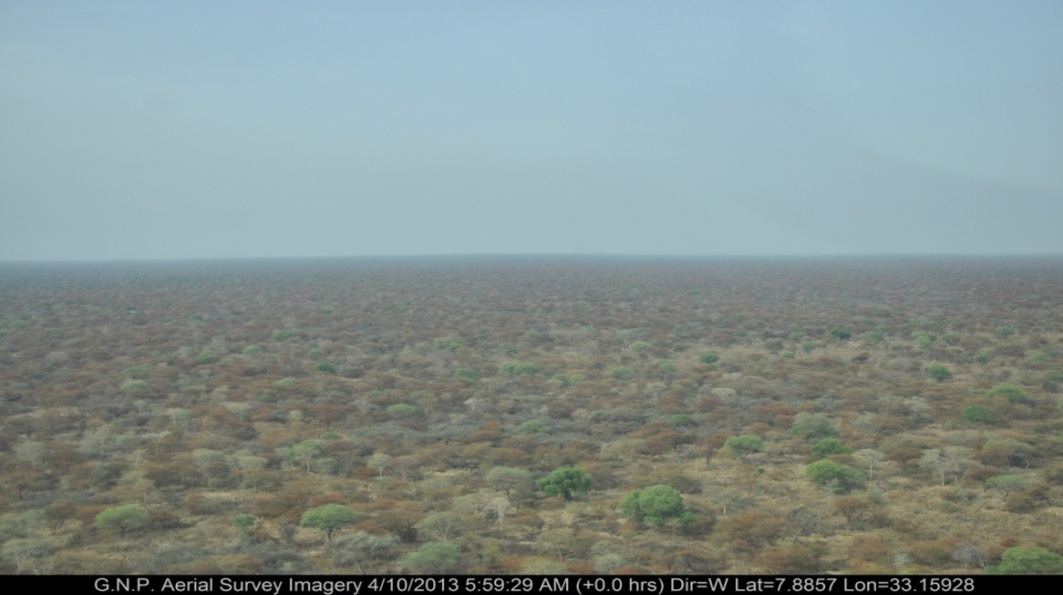 G.N.P. Aerial Survey Imagery 4/10/2013 5:59:29 AM (+0.0 hrs) Dir=W Lat=7.8857 Lon=33.15928